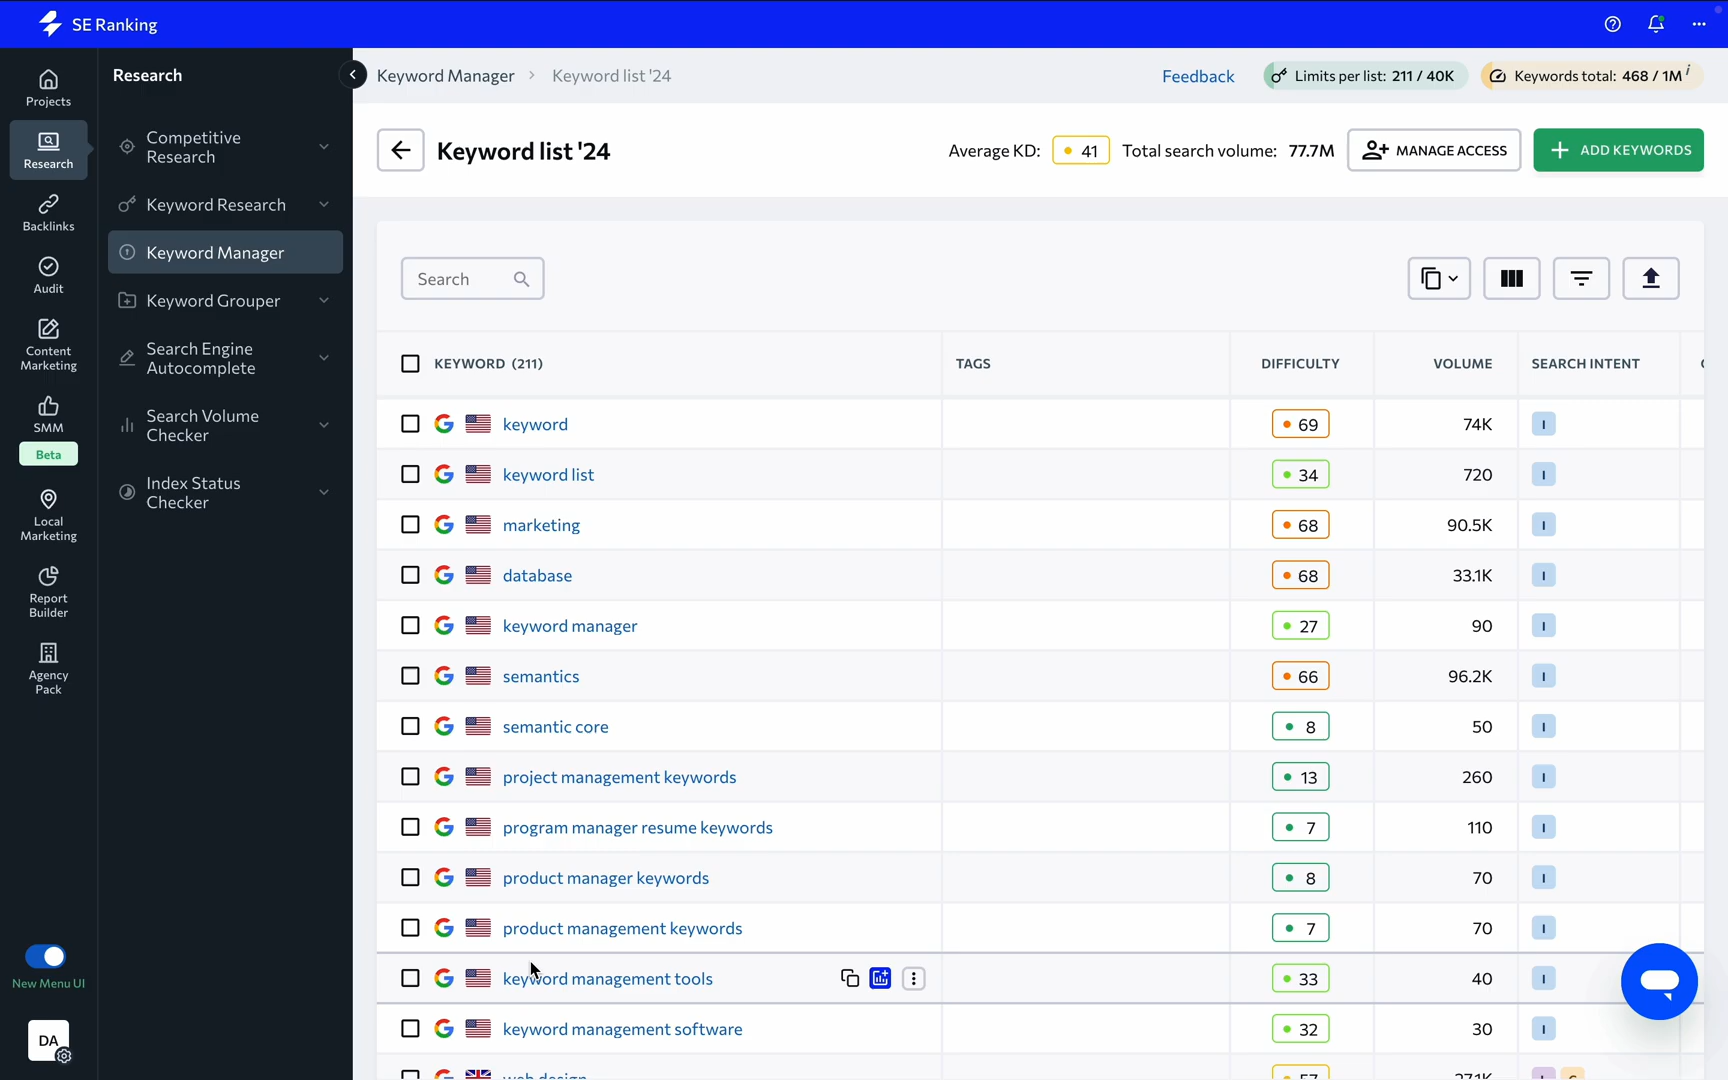 SE Ranking
Projects
Research
Backlinks
Audit
Content
Marketing
SMM
Beta
Local
Marketing
Report
Builder
Agency
Pack
New Menu UI
DA
Research
Competitive
Research
Keyword Research
Keyword Manager
Keyword Grouper
Search Engine
Autocomplete
Search Volume
Checker
Index Status
Checker
Keyword Manager > Keyword list '24
Feedback
Limits per list: 211 / 40K
Keywords total: 468 / 1M i
Keyword list '24
Average KD: 41 Total search volume: 77.7M
MANAGE ACCESS
+ ADD KEYWORDS
Search
KEYWORD (211) TAGS DIFFICULTY VOLUME SEARCH INTENT
keyword 69 74K I
keyword list 34 720 I
marketing 68 90.5K I
database 68 33.1K I
keyword manager 27 90 I
semantics 66 96.2K I
semantic core 8 50 I
project management keywords 13 260 I
program manager resume keywords 7 110 I
product manager keywords 8 70 I
product management keywords 7 70 I
keyword management tools 33 40 I
keyword management software 32 30 I
web design 57 27.1K